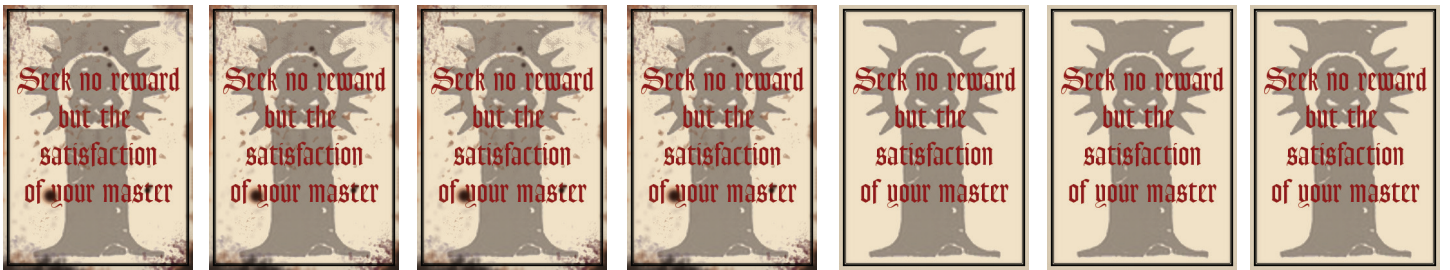 Seek no reward
but the
satisfaction
of your master
Seek no reward
but the
satisfaction
of your master
Seek no reward
but the
satisfaction
of your master
Seek no reward
but the
satisfaction
of your master
Seek no reward
but the
satisfaction
of your master
Seek no reward
but the
satisfaction
of your master
Seek no reward
but the
satisfaction
of your master